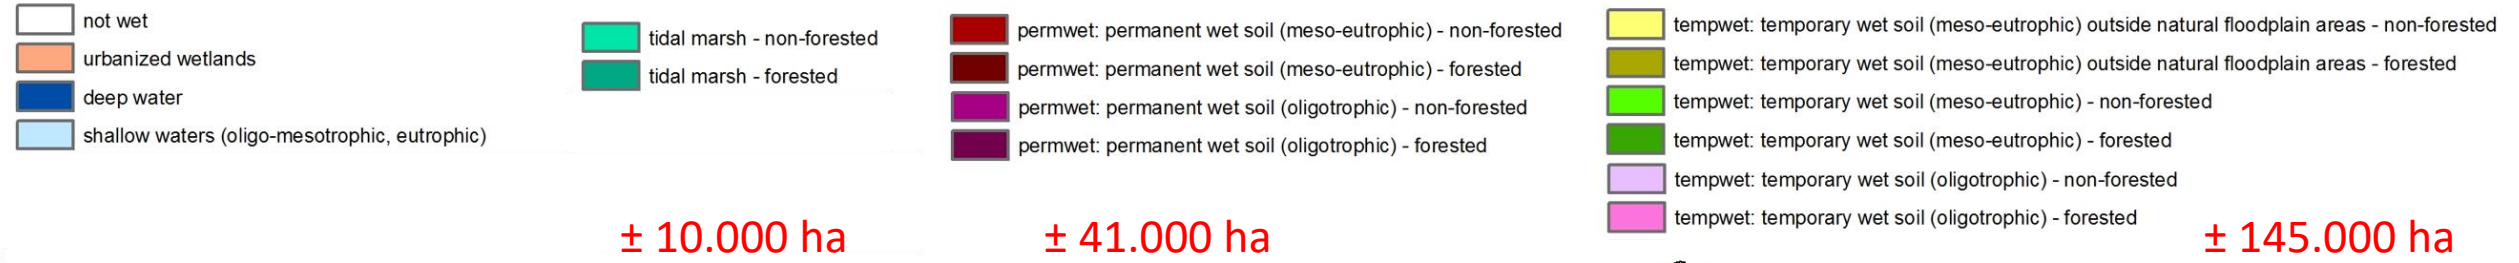 not wet
urbanized wetlands
deep water
shallow waters (oligo-mesotrophic, eutrophic)
tidal marsh - non-forested
tidal marsh - forested
± 10.000 ha
permwet: permanent wet soil (meso-eutrophic) - non-forested
permwet: permanent wet soil (meso-eutrophic) - forested
permwet: permanent wet soil (oligotrophic) - non-forested
permwet: permanent wet soil (oligotrophic) - forested
± 41.000 ha
tempwet: temporary wet soil (meso-eutrophic) outside natural floodplain areas - non-forested
tempwet: temporary wet soil (meso-eutrophic) outside natural floodplain areas - forested
tempwet: temporary wet soil (meso-eutrophic) - non-forested
tempwet: temporary wet soil (meso-eutrophic) - forested
tempwet: temporary wet soil (oligotrophic) - non-forested
tempwet: temporary wet soil (oligotrophic) - forested
± 145.000 ha